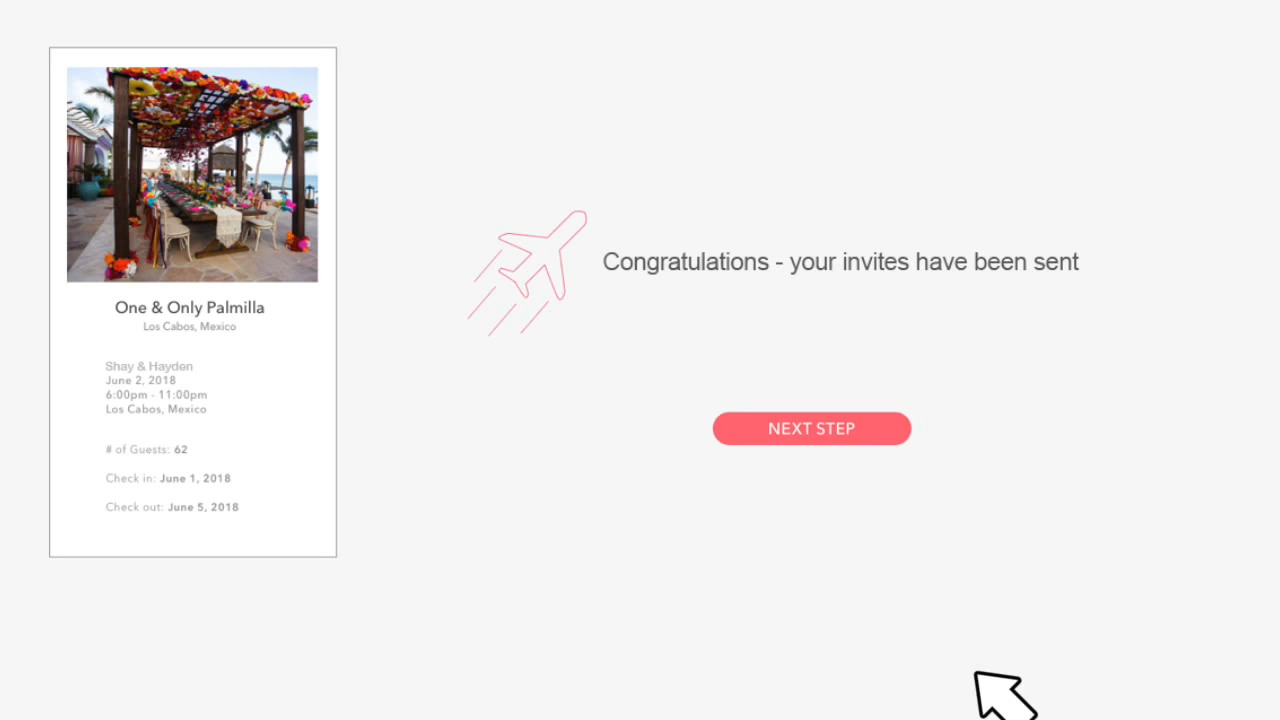 One & Only Palmilla
Los Cabos, Mexico
Shay & Hayden
June 2, 2018
6:00pm - 11:00pm
Los Cabos, Mexico
# of Guests: 62
Check in: June 1, 2018
Check out: June 5, 2018
Congratulations - your invites have been sent
NEXT STEP